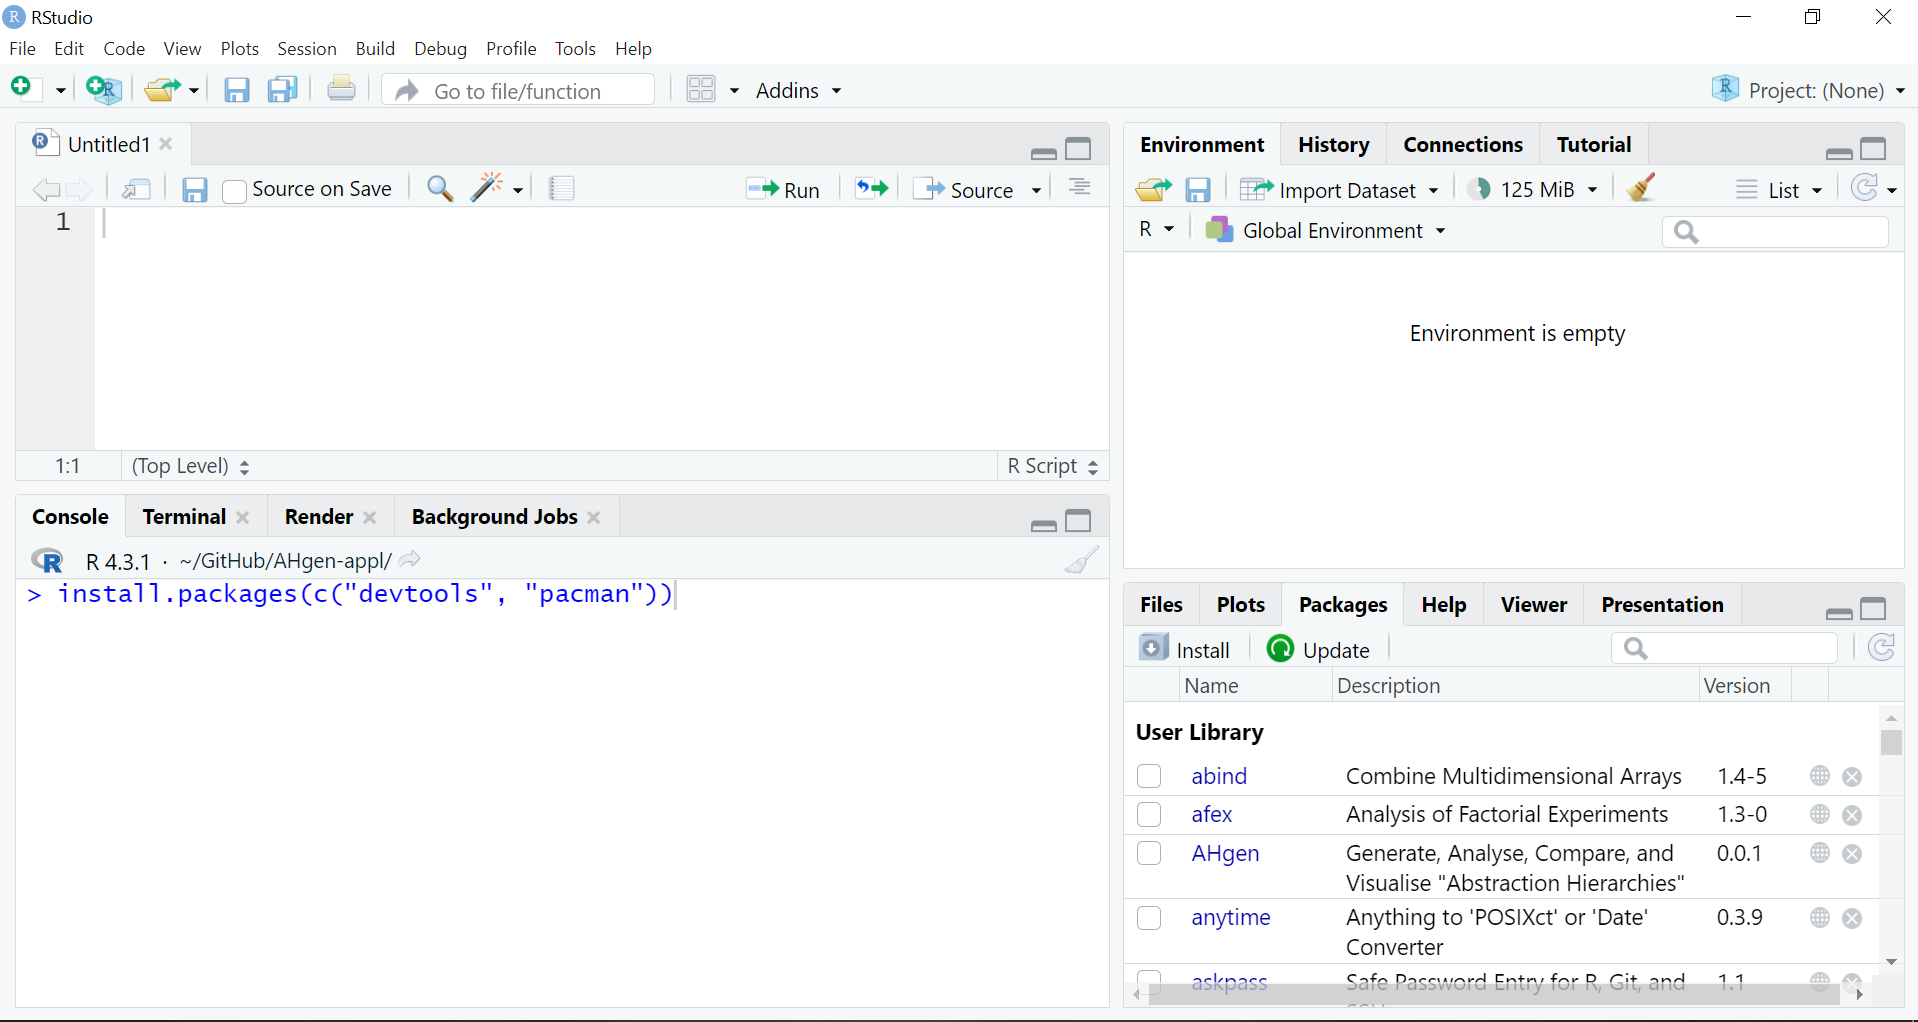 RStudio
File Edit Code View Plots Session Build Debug Profile Tools Help
Go to file/function Addins Project: (None)
Untitled1
Source on Save Run Source
1
1:1 (Top Level) R Script
Console Terminal Render Background Jobs
R 4.3.1 · ~/GitHub/AHgen-appl/
> install.packages(c("devtools", "pacman"))
Environment History Connections Tutorial
Import Dataset 125 MiB List
R Global Environment
Environment is empty
Files Plots Packages Help Viewer Presentation
Install Update
Name Description Version
User Library
abind Combine Multidimensional Arrays 1.4-5
afex Analysis of Factorial Experiments 1.3-0
AHgen Generate, Analyse, Compare, and 0.0.1
Visualise "Abstraction Hierarchies"
anytime Anything to 'POSIXct' or 'Date' 0.3.9
Converter
askpass Safe Password Entry for R, Git, and 1.1